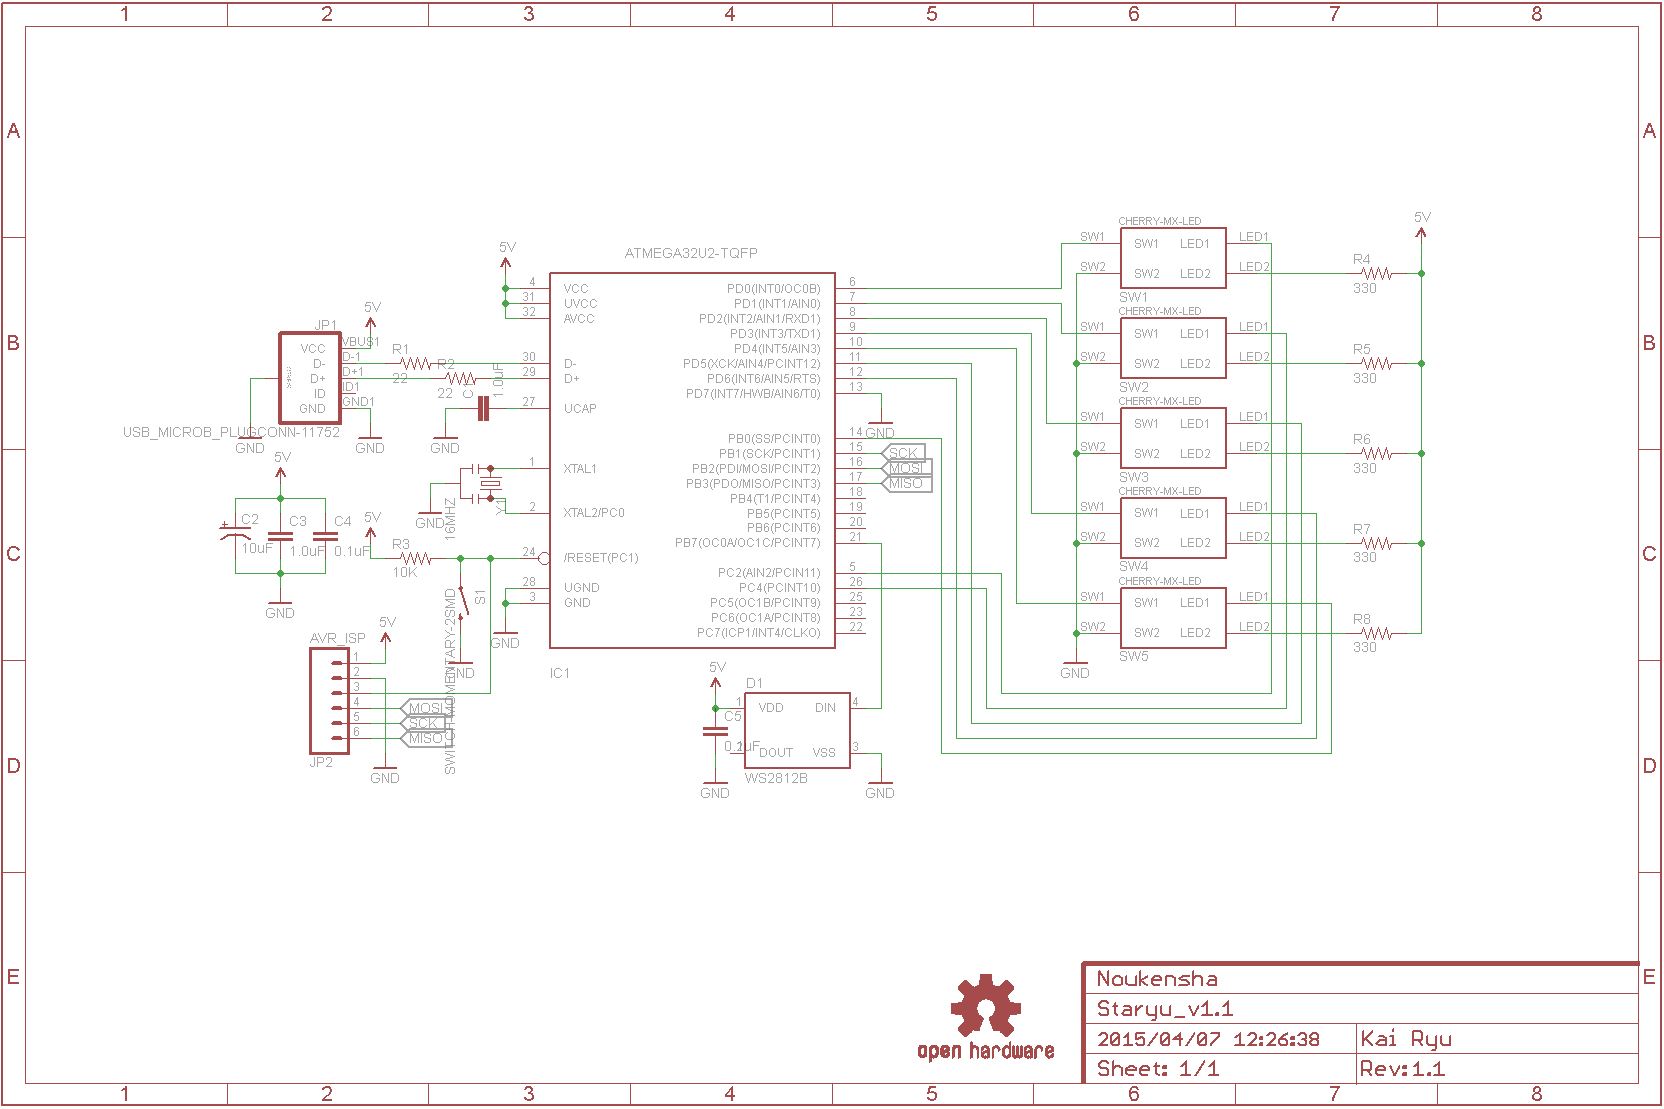 1 2 3 4 5 6 7 8
A A
B B
C C
D D
E E
ATMEGA32U2-TQFP
5V
4 VCC
31 UVCC
32 AVCC
30 D-
29 D+
27 UCAP
1 XTAL1
2 XTAL2/PC0
24 /RESET(PC1)
28 UGND
3 GND
GND
IC1
PD0(INT0/OC0B) 6
PD1(INT1/AIN0) 7
PD2(INT2/AIN1/RXD1) 8
PD3(INT3/TXD1) 9
PD4(INT5/AIN3) 10
PD5(XCK/AIN4/PCINT12) 11
PD6(INT6/AIN5/RTS) 12
PD7(INT7/HWB/AIN6/T0) 13
GND
PB0(SS/PCINT0) 14
PB1(SCK/PCINT1) 15 SCK
PB2(PDI/MOSI/PCINT2) 16 MOSI
PB3(PDO/MISO/PCINT3) 17 MISO
PB4(T1/PCINT4) 18
PB5(PCINT5) 19
PB6(PCINT6) 20
PB7(OC0A/OC1C/PCINT7) 21
PC2(AIN2/PCIN11) 5
PC4(PCINT10) 26
PC5(OC1B/PCINT9) 25
PC6(OC1A/PCINT8) 23
PC7(ICP1/INT4/CLKO) 22
JP1
5V
VCC VBUS1
D- D-1
D+ D+1
ID ID1
GND GND1
USB_MICROB_PLUGCONN-11752
GND
GND
R1
22
R2
22
C1
1.0uF
GND
GND
16MHZ
Y1
5V
C2
10uF
C3
1.0uF
C4
0.1uF
GND
5V
R3
10K
S1
SWITCH-MOMENTARY-2SMD
GND
AVR_ISP
5V
1
2
3
4 MOSI
5 SCK
6 MISO
JP2
GND
5V
D1
1 VDD DIN 4
C5
0.1uF
2 DOUT VSS 3
WS2812B
GND
GND
CHERRY-MX-LED
SW1 SW1 LED1 LED1
SW2 SW2 LED2 LED2
SW1
CHERRY-MX-LED
SW1 SW1 LED1 LED1
SW2 SW2 LED2 LED2
SW2
CHERRY-MX-LED
SW1 SW1 LED1 LED1
SW2 SW2 LED2 LED2
SW3
CHERRY-MX-LED
SW1 SW1 LED1 LED1
SW2 SW2 LED2 LED2
SW4
CHERRY-MX-LED
SW1 SW1 LED1 LED1
SW2 SW2 LED2 LED2
SW5
GND
5V
R4
330
R5
330
R6
330
R7
330
R8
330
open hardware
Noukensha
Staryu_v1.1
2015/04/07 12:26:38 Kai Ryu
Sheet: 1/1 Rev:1.1
1 2 3 4 5 6 7 8